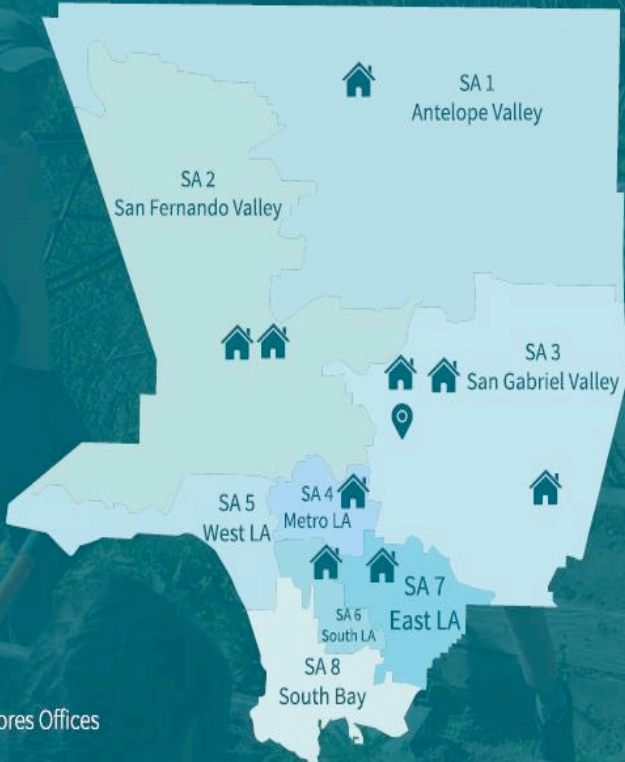 SA 1
Antelope Valley
SA 2
San Fernando Valley
SA 3
San Gabriel Valley
SA 4
Metro LA
SA 5
West LA
SA 7
East LA
SA 6
South LA
SA 8
South Bay
Offices